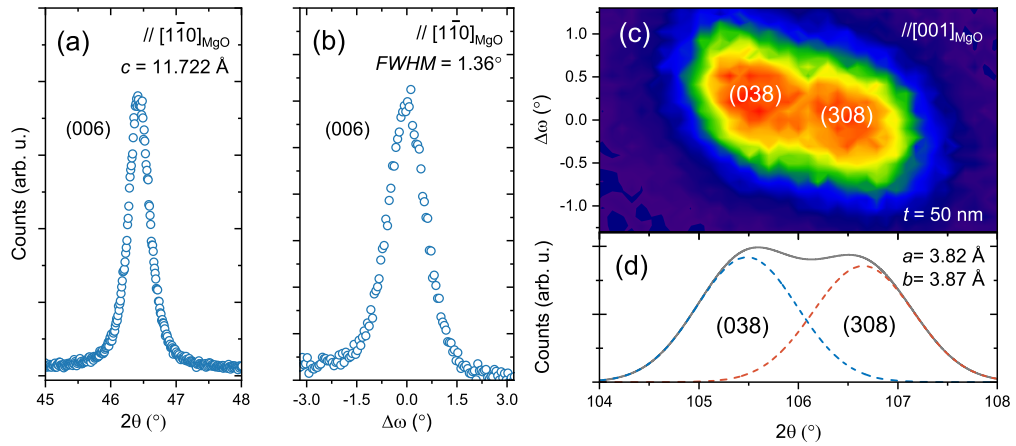 (a)
// [11̅0]MgO
c = 11.722 Å
(006)
Counts (arb. u.)
45 46 47 48
2θ (°)
(b)
// [11̅0]MgO
FWHM = 1.36°
(006)
-3.0 -1.5 0.0 1.5 3.0
Δω (°)
(c)
//[001]MgO
1.0
0.5
0.0
-0.5
-1.0
Δω (°)
(038)
(308)
t = 50 nm
(d)
a= 3.82 Å
b= 3.87 Å
(038)
(308)
Counts (arb. u.)
104 105 106 107 108
2θ (°)